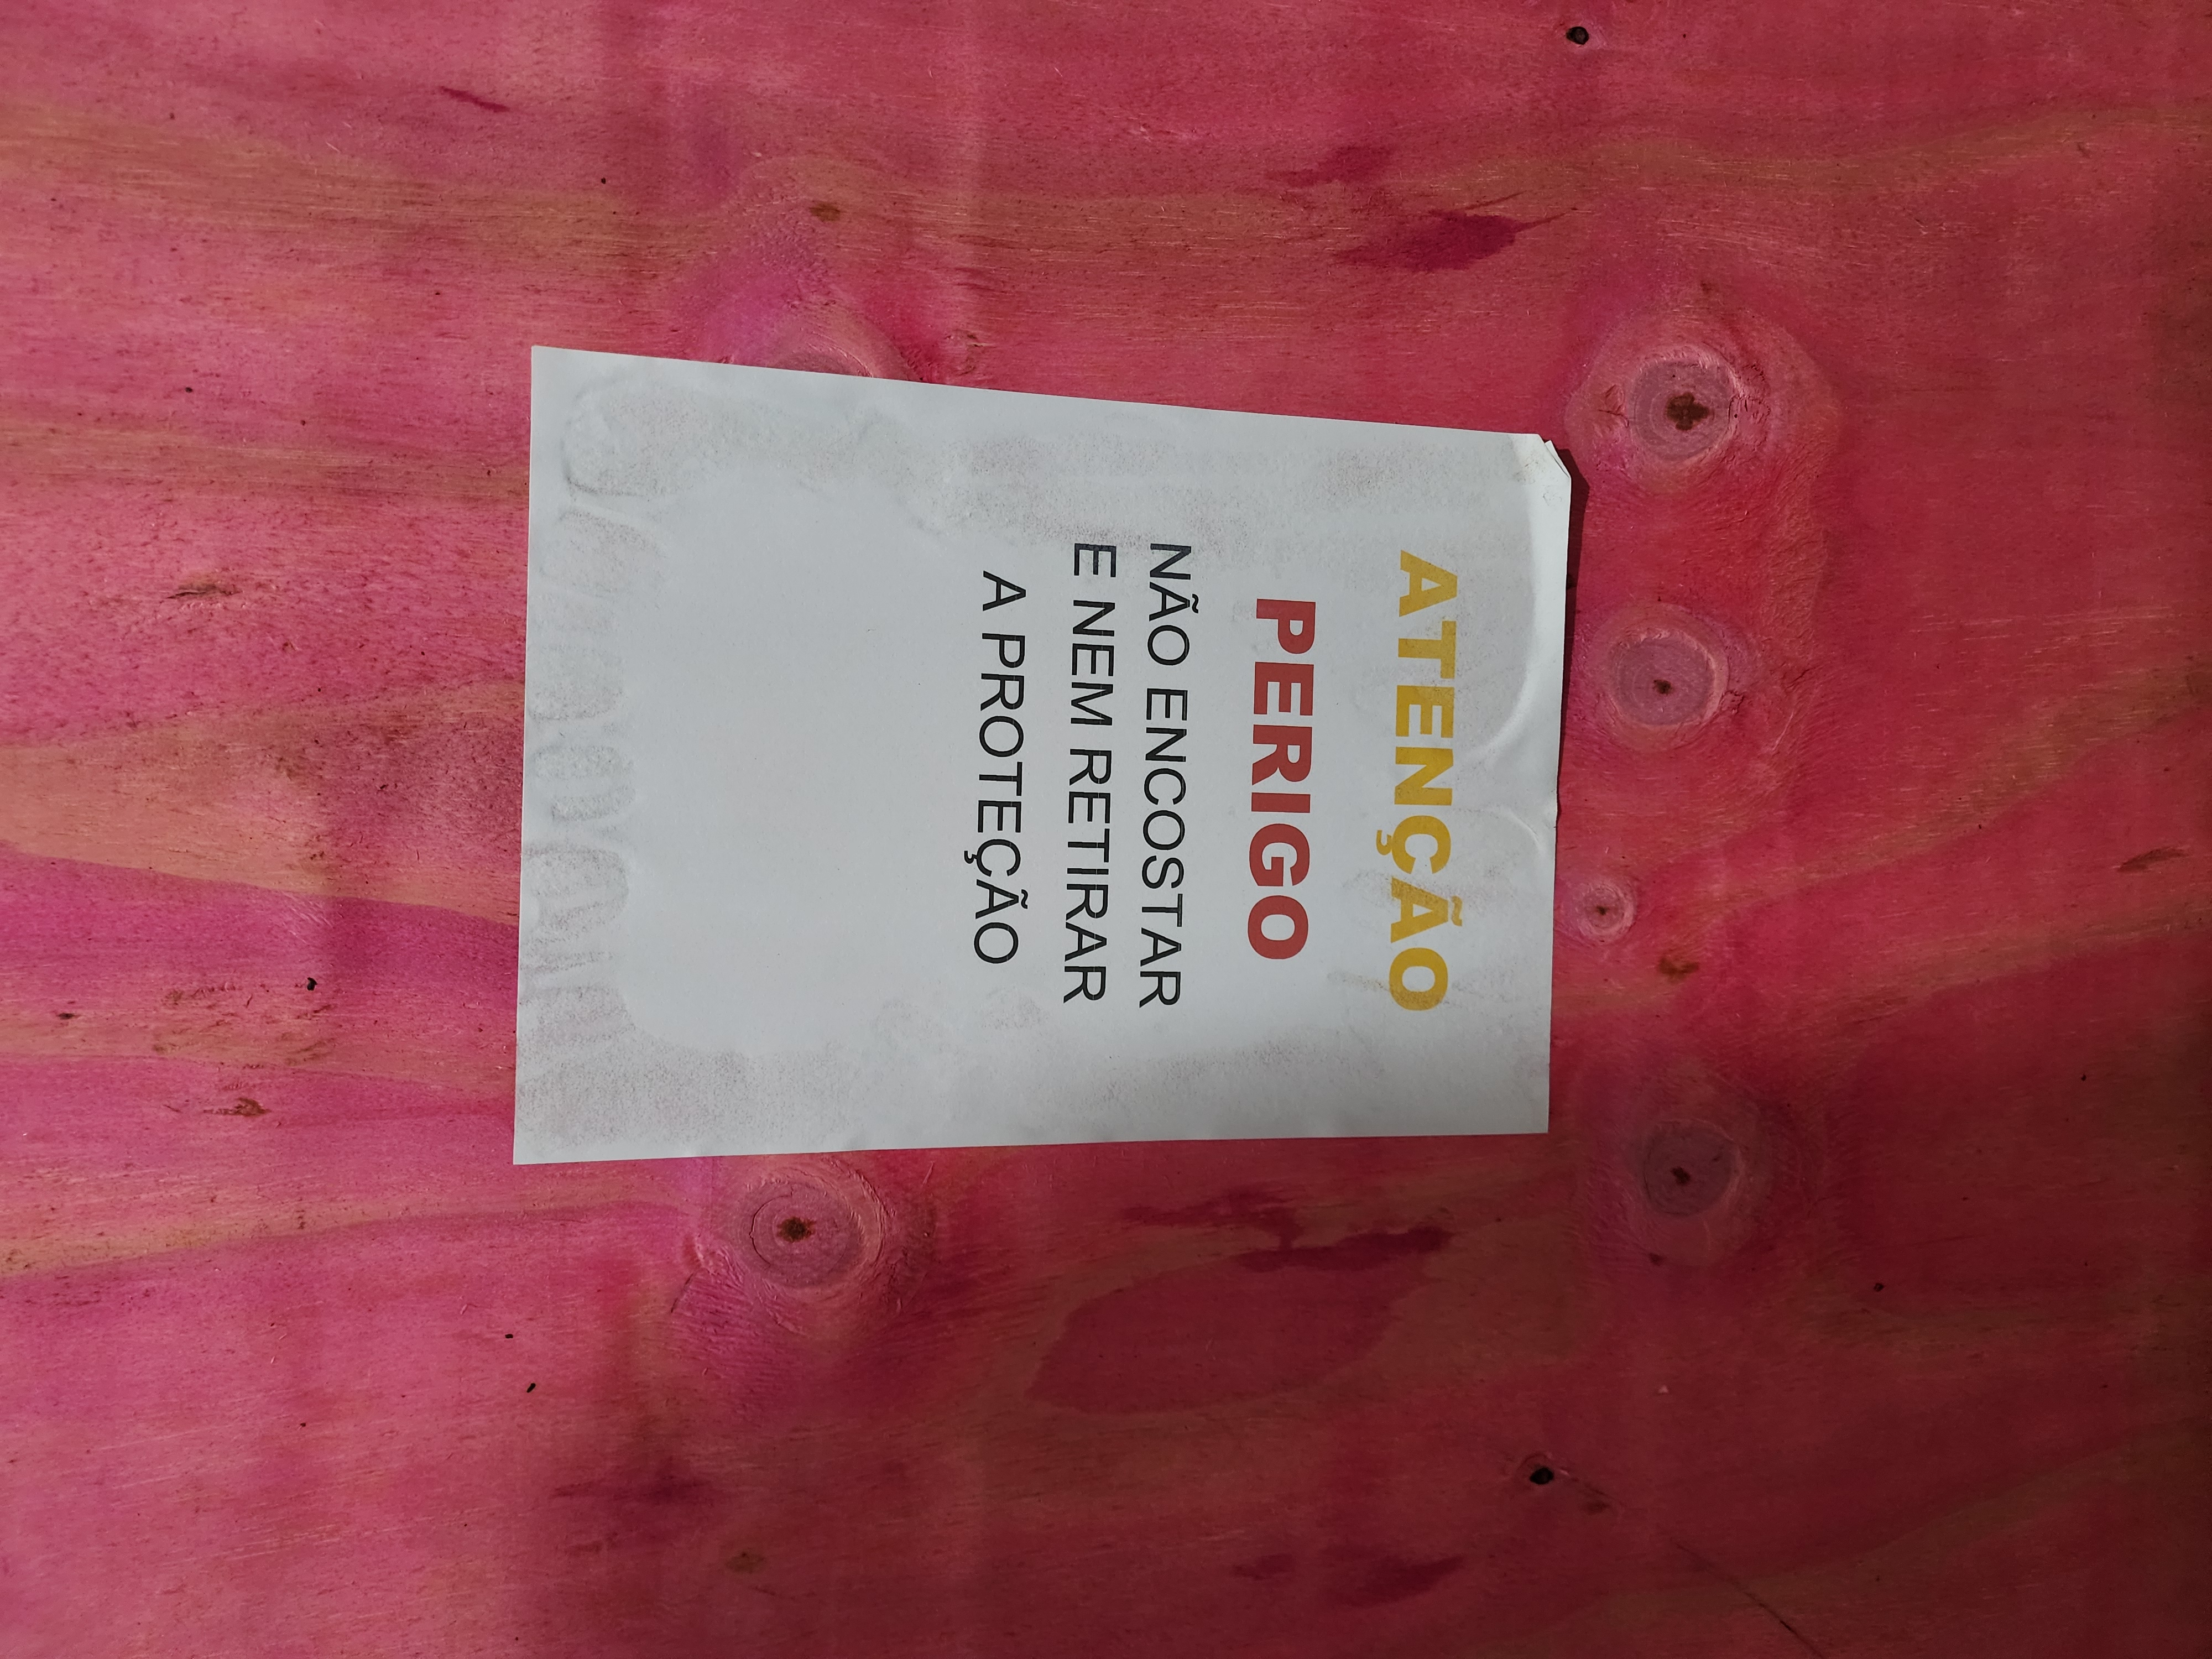 ATENÇÃO
PERIGO
NÃO ENCOSTAR
E NEM RETIRAR
A PROTEÇÃO